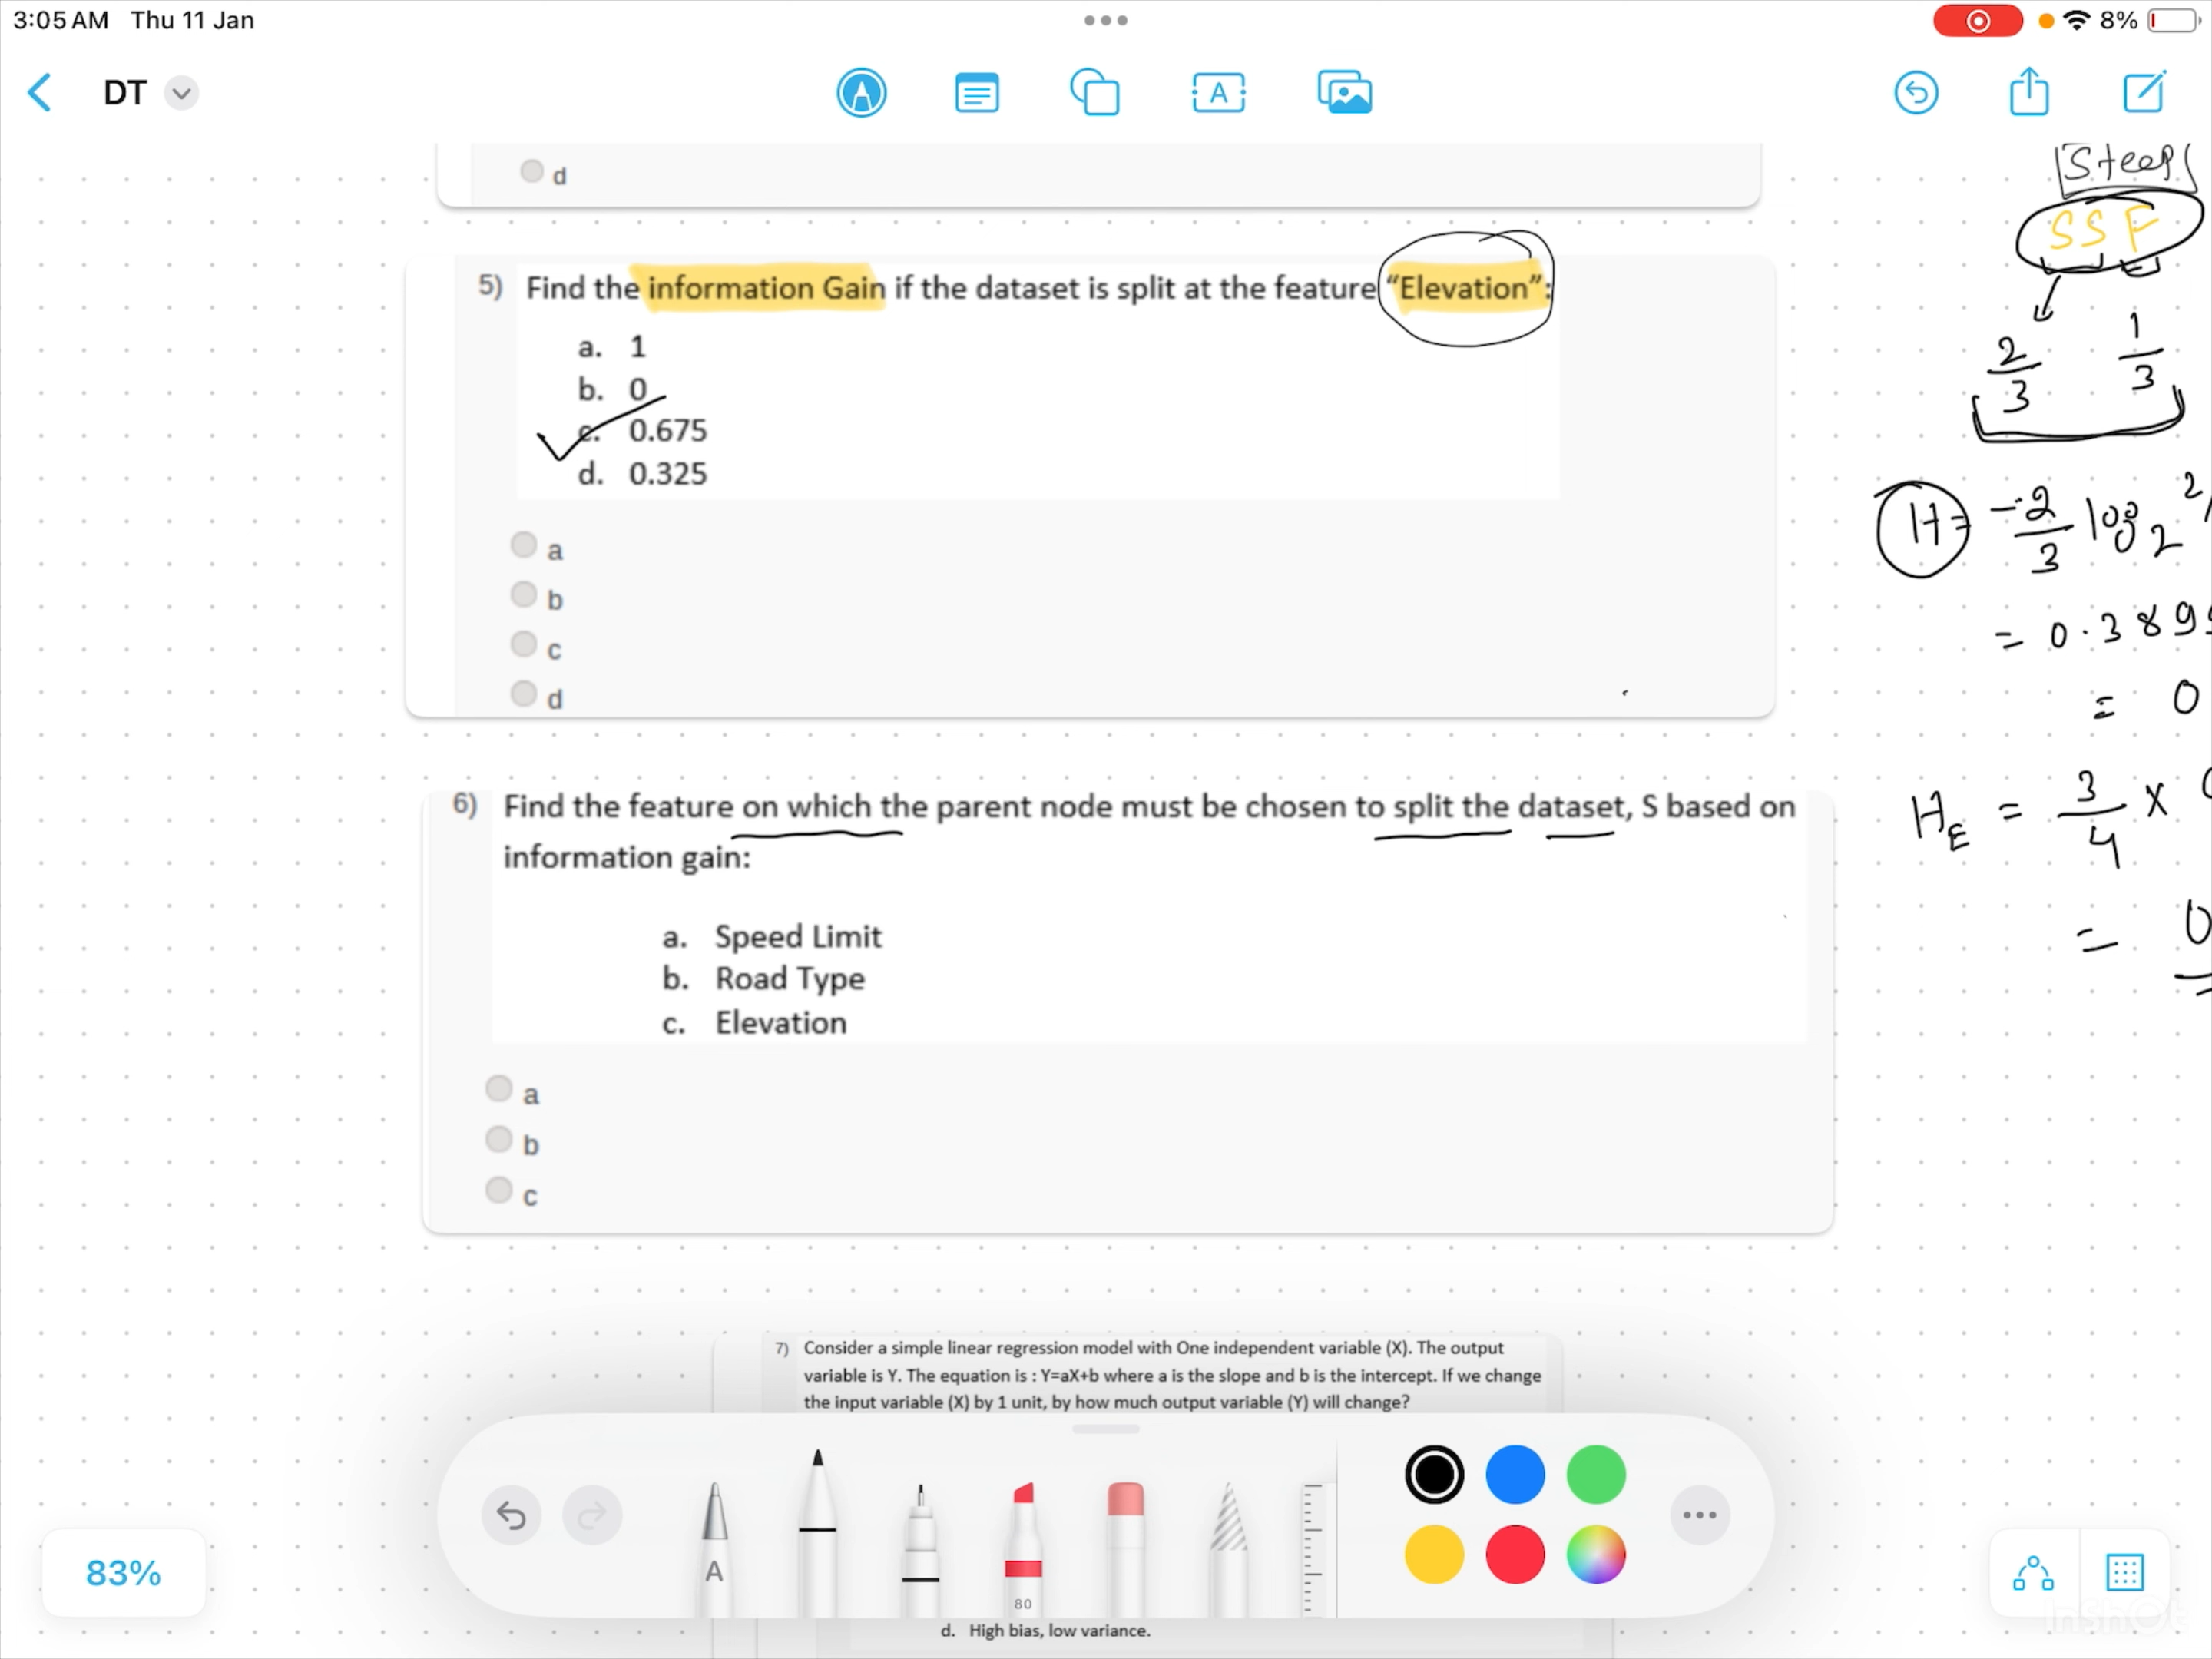 3:05 AM Thu 11 Jan
8%
DT
d
5) Find the information Gain if the dataset is split at the feature "Elevation":
a. 1
b. 0
c. 0.675
d. 0.325
a
b
c
d
6) Find the feature on which the parent node must be chosen to split the dataset, S based on
information gain:
a. Speed Limit
b. Road Type
c. Elevation
a
b
c
7) Consider a simple linear regression model with One independent variable (X). The output
variable is Y. The equation is : Y=aX+b where a is the slope and b is the intercept. If we change
the input variable (X) by 1 unit, by how much output variable (Y) will change?
d. High bias, low variance.
Steep
SSF
2/3 1/3
H = -2/3 log2 2/
= 0.389
= 0
HE = 3/4 x
= 0
A
80
83%
InShOt